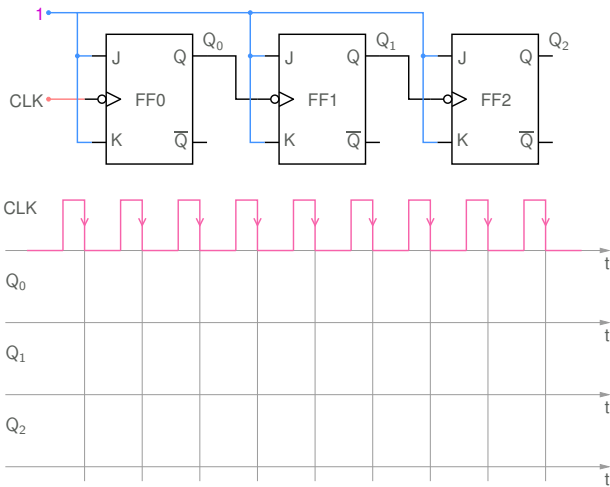 1
Q₀ Q₁ Q₂
J Q J Q J Q
CLK FF0 FF1 FF2
K Q̅ K Q̅ K Q̅
CLK
t
Q₀
t
Q₁
t
Q₂
t